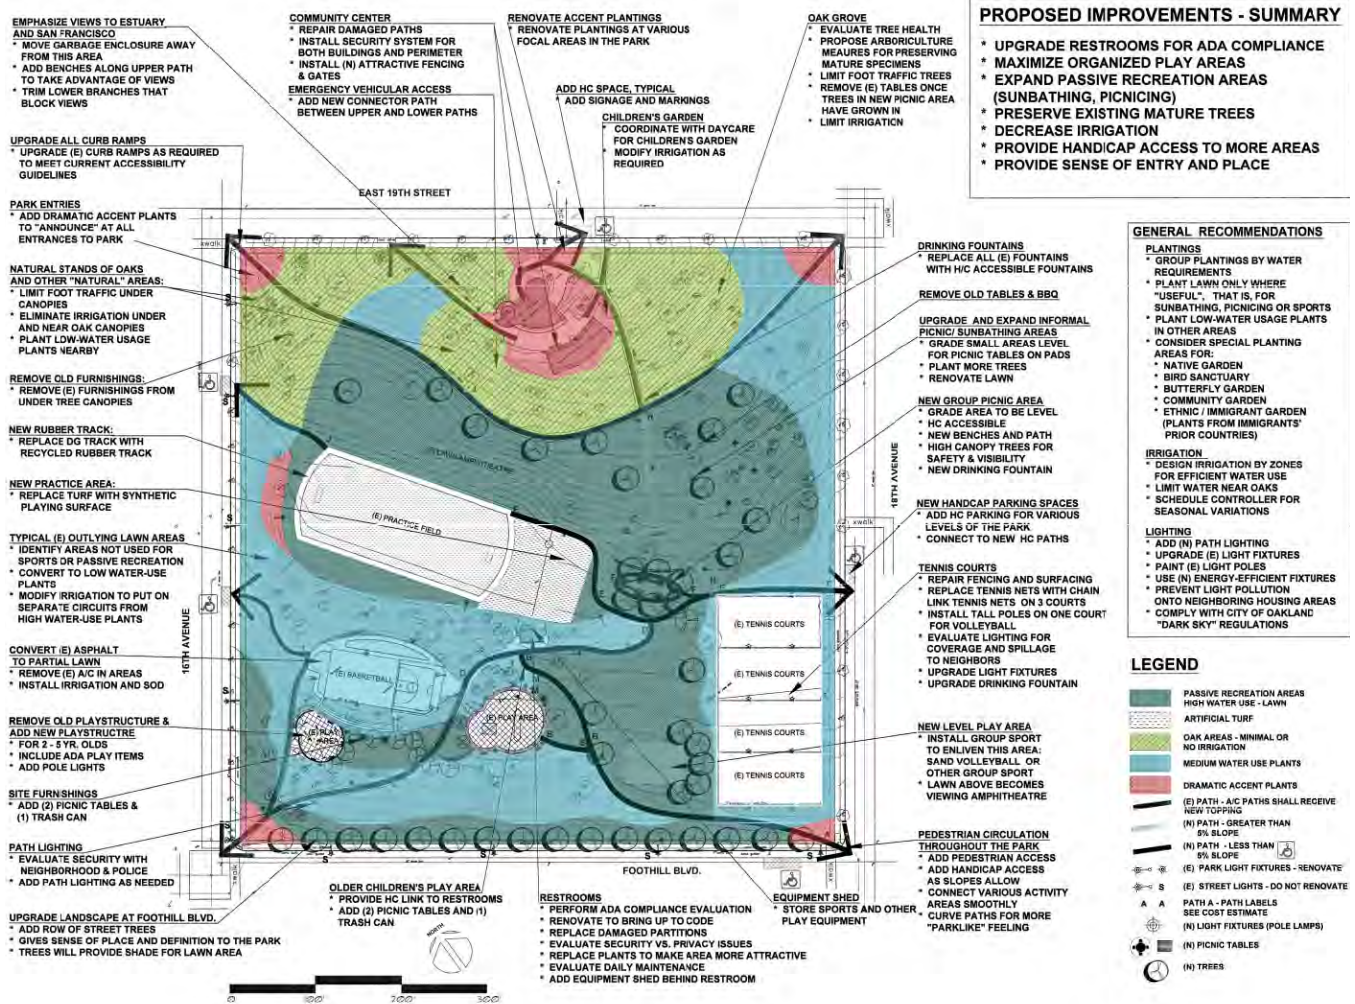 EMPHASIZE VIEWS TO ESTUARY
AND SAN FRANCISCO
* MOVE GARBAGE ENCLOSURE AWAY
FROM THIS AREA
* ADD BENCHES ALONG UPPER PATH
TO TAKE ADVANTAGE OF VIEWS
* TRIM LOWER BRANCHES THAT
BLOCK VIEWS
UPGRADE ALL CURB RAMPS
* UPGRADE (E) CURB RAMPS AS REQUIRED
TO MEET CURRENT ACCESSIBILITY
GUIDELINES
PARK ENTRIES
* ADD DRAMATIC ACCENT PLANTS
TO "ANNOUNCE" AT ALL
ENTRANCES TO PARK
NATURAL STANDS OF OAKS
AND OTHER "NATURAL" AREAS:
* LIMIT FOOT TRAFFIC UNDER
CANOPIES
* ELIMINATE IRRIGATION UNDER
AND NEAR OAK CANOPIES
* PLANT LOW-WATER USAGE
PLANTS NEARBY
REMOVE OLD FURNISHINGS:
* REMOVE (E) FURNISHINGS FROM
UNDER TREE CANOPIES
NEW RUBBER TRACK:
* REPLACE DG TRACK WITH
RECYCLED RUBBER TRACK
NEW PRACTICE AREA:
* REPLACE TURF WITH SYNTHETIC
PLAYING SURFACE
TYPICAL (E) OUTLYING LAWN AREAS
* IDENTIFY AREAS NOT USED FOR
SPORTS OR PASSIVE RECREATION
* CONVERT TO LOW WATER-USE
PLANTS
* MODIFY IRRIGATION TO PUT ON
SEPARATE CIRCUITS FROM
HIGH WATER-USE PLANTS
CONVERT (E) ASPHALT
TO PARTIAL LAWN
* REMOVE (E) A/C IN AREAS
* INSTALL IRRIGATION AND SOD
REMOVE OLD PLAYSTRUCTURE &
ADD NEW PLAYSTRUCTRE
* FOR 2 - 5 YR. OLDS
* INCLUDE ADA PLAY ITEMS
* ADD POLE LIGHTS
SITE FURNISHINGS
* ADD (2) PICNIC TABLES &
(1) TRASH CAN
PATH LIGHTING
* EVALUATE SECURITY WITH
NEIGHBORHOOD & POLICE
* ADD PATH LIGHTING AS NEEDED
UPGRADE LANDSCAPE AT FOOTHILL BLVD.
* ADD ROW OF STREET TREES
* GIVES SENSE OF PLACE AND DEFINITION TO THE PARK
* TREES WILL PROVIDE SHADE FOR LAWN AREA
COMMUNITY CENTER
* REPAIR DAMAGED PATHS
* INSTALL SECURITY SYSTEM FOR
BOTH BUILDINGS AND PERIMETER
* INSTALL (N) ATTRACTIVE FENCING
& GATES
EMERGENCY VEHICULAR ACCESS
* ADD NEW CONNECTOR PATH
BETWEEN UPPER AND LOWER PATHS
RENOVATE ACCENT PLANTINGS
* RENOVATE PLANTINGS AT VARIOUS
FOCAL AREAS IN THE PARK
ADD HC SPACE, TYPICAL
* ADD SIGNAGE AND MARKINGS
CHILDREN'S GARDEN
* COORDINATE WITH DAYCARE
FOR CHILDREN'S GARDEN
* MODIFY IRRIGATION AS
REQUIRED
OAK GROVE
* EVALUATE TREE HEALTH
* PROPOSE ARBORICULTURE
MEAURES FOR PRESERVING
MATURE SPECIMENS
* LIMIT FOOT TRAFFIC TREES
* REMOVE (E) TABLES ONCE
TREES IN NEW PICNIC AREA
HAVE GROWN IN
* LIMIT IRRIGATION
EAST 19TH STREET
16TH AVENUE
18TH AVENUE
FOOTHILL BLVD.
xwalk
xwalk
xwalk
LAWN AMPHITHEATRE
(E) PRACTICE FIELD
(E) BASKETBALL
(E) PLAY AREA
(E) PLAY AREA
(E) TENNIS COURTS
(E) TENNIS COURTS
(E) TENNIS COURTS
(E) TENNIS COURTS
DRINKING FOUNTAINS
* REPLACE ALL (E) FOUNTAINS
WITH H/C ACCESSIBLE FOUNTAINS
REMOVE OLD TABLES & BBQ
UPGRADE AND EXPAND INFORMAL
PICNIC/ SUNBATHING AREAS
* GRADE SMALL AREAS LEVEL
FOR PICNIC TABLES ON PADS
* PLANT MORE TREES
* RENOVATE LAWN
NEW GROUP PICNIC AREA
* GRADE AREA TO BE LEVEL
* HC ACCESSIBLE
* NEW BENCHES AND PATH
* HIGH CANOPY TREES FOR
SAFETY & VISIBILITY
* NEW DRINKING FOUNTAIN
NEW HANDCAP PARKING SPACES
* ADD HC PARKING FOR VARIOUS
LEVELS OF THE PARK
* CONNECT TO NEW HC PATHS
TENNIS COURTS
* REPAIR FENCING AND SURFACING
* REPLACE TENNIS NETS WITH CHAIN
LINK TENNIS NETS ON 3 COURTS
* INSTALL TALL POLES ON ONE COURT
FOR VOLLEYBALL
* EVALUATE LIGHTING FOR
COVERAGE AND SPILLAGE
TO NEIGHBORS
* UPGRADE LIGHT FIXTURES
* UPGRADE DRINKING FOUNTAIN
NEW LEVEL PLAY AREA
* INSTALL GROUP SPORT
TO ENLIVEN THIS AREA:
SAND VOLLEYBALL OR
OTHER GROUP SPORT
* LAWN ABOVE BECOMES
VIEWING AMPHITHEATRE
PEDESTRIAN CIRCULATION
THROUGHOUT THE PARK
* ADD PEDESTRIAN ACCESS
* ADD HANDICAP ACCESS
AS SLOPES ALLOW
* CONNECT VARIOUS ACTIVITY
AREAS SMOOTHLY
* CURVE PATHS FOR MORE
"PARKLIKE" FEELING
OLDER CHILDREN'S PLAY AREA
* PROVIDE HC LINK TO RESTROOMS
* ADD (2) PICNIC TABLES AND (1)
TRASH CAN
RESTROOMS
* PERFORM ADA COMPLIANCE EVALUATION
* RENOVATE TO BRING UP TO CODE
* REPLACE DAMAGED PARTITIONS
* EVALUATE SECURITY VS. PRIVACY ISSUES
* REPLACE PLANTS TO MAKE AREA MORE ATTRACTIVE
* EVALUATE DAILY MAINTENANCE
* ADD EQUIPMENT SHED BEHIND RESTROOM
EQUIPMENT SHED
* STORE SPORTS AND OTHER
PLAY EQUIPMENT
NORTH
0 100' 200' 300'
PROPOSED IMPROVEMENTS - SUMMARY
* UPGRADE RESTROOMS FOR ADA COMPLIANCE
* MAXIMIZE ORGANIZED PLAY AREAS
* EXPAND PASSIVE RECREATION AREAS
(SUNBATHING, PICNICING)
* PRESERVE EXISTING MATURE TREES
* DECREASE IRRIGATION
* PROVIDE HANDICAP ACCESS TO MORE AREAS
* PROVIDE SENSE OF ENTRY AND PLACE
GENERAL RECOMMENDATIONS
PLANTINGS
* GROUP PLANTINGS BY WATER
REQUIREMENTS
* PLANT LAWN ONLY WHERE
"USEFUL", THAT IS, FOR
SUNBATHING, PICNICING OR SPORTS
* PLANT LOW-WATER USAGE PLANTS
IN OTHER AREAS
* CONSIDER SPECIAL PLANTING
AREAS FOR:
* NATIVE GARDEN
* BIRD SANCTUARY
* BUTTERFLY GARDEN
* COMMUNITY GARDEN
* ETHNIC / IMMIGRANT GARDEN
(PLANTS FROM IMMIGRANTS'
PRIOR COUNTRIES)
IRRIGATION
* DESIGN IRRIGATION BY ZONES
FOR EFFICIENT WATER USE
* LIMIT WATER NEAR OAKS
* SCHEDULE CONTROLLER FOR
SEASONAL VARIATIONS
LIGHTING
* ADD (N) PATH LIGHTING
* UPGRADE (E) LIGHT FIXTURES
* PAINT (E) LIGHT POLES
* USE (N) ENERGY-EFFICIENT FIXTURES
* PREVENT LIGHT POLLUTION
ONTO NEIGHBORING HOUSING AREAS
* COMPLY WITH CITY OF OAKLAND
"DARK SKY" REGULATIONS
LEGEND
PASSIVE RECREATION AREAS
HIGH WATER USE - LAWN
ARTIFICIAL TURF
OAK AREAS - MINIMAL OR
NO IRRIGATION
MEDIUM WATER USE PLANTS
DRAMATIC ACCENT PLANTS
(E) PATH - A/C PATHS SHALL RECEIVE
NEW TOPPING
(N) PATH - GREATER THAN
5% SLOPE
(N) PATH - LESS THAN
5% SLOPE
(E) PARK LIGHT FIXTURES - RENOVATE
S (E) STREET LIGHTS - DO NOT RENOVATE
A A PATH A - PATH LABELS
SEE COST ESTIMATE
(N) LIGHT FIXTURES (POLE LAMPS)
(N) PICNIC TABLES
(N) TREES